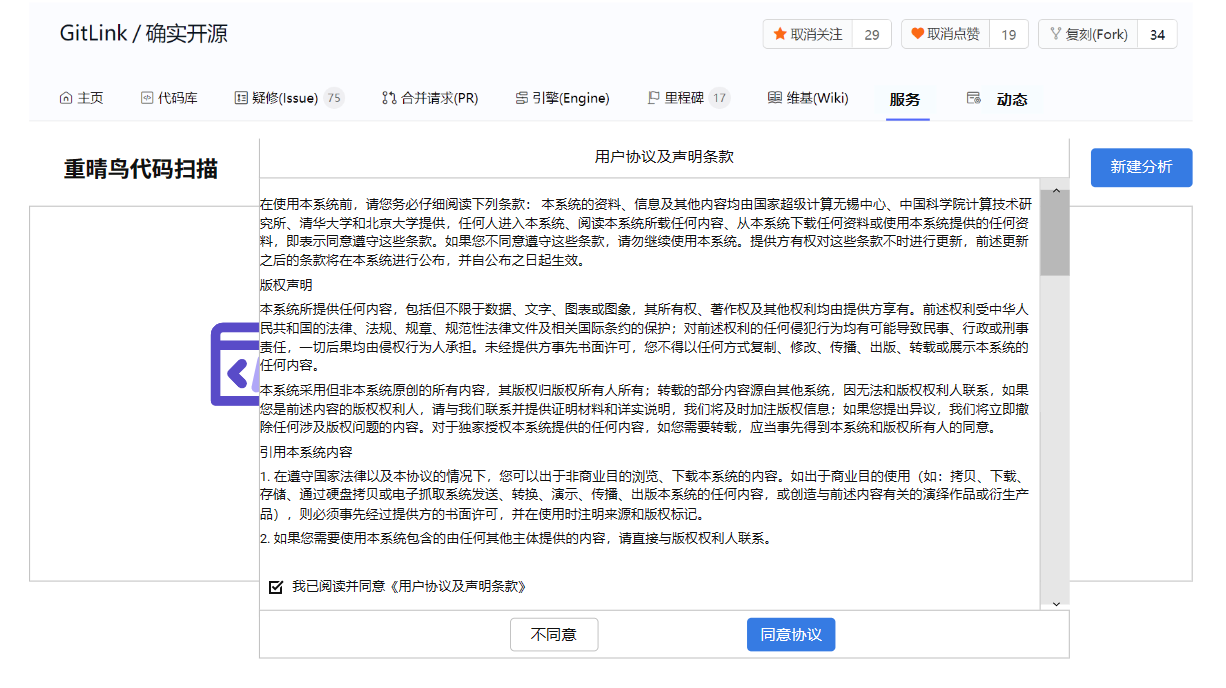 GitLink / 确实开源
取消关注 29 取消点赞 19 复刻(Fork) 34
主页 代码库 疑修(Issue) 75 合并请求(PR) 引擎(Engine) 里程碑 17 维基(Wiki) 服务 动态
重睛鸟代码扫描
用户协议及声明条款
新建分析
在使用本系统前，请您务必仔细阅读下列条款： 本系统的资料、信息及其他内容均由国家超级计算无锡中心、中国科学院计算技术研
究所、清华大学和北京大学提供，任何人进入本系统、阅读本系统所载任何内容、从本系统下载任何资料或使用本系统提供的任何资
料，即表示同意遵守这些条款。如果您不同意遵守这些条款，请勿继续使用本系统。提供方有权对这些条款不时进行更新，前述更新
之后的条款将在本系统进行公布，并自公布之日起生效。
版权声明
本系统所提供任何内容，包括但不限于数据、文字、图表或图象，其所有权、著作权及其他权利均由提供方享有。前述权利受中华人
民共和国的法律、法规、规章、规范性法律文件及相关国际条约的保护；对前述权利的任何侵犯行为均有可能导致民事、行政或刑事
责任，一切后果均由侵权行为人承担。未经提供方事先书面许可，您不得以任何方式复制、修改、传播、出版、转载或展示本系统的
任何内容。
本系统采用但非本系统原创的所有内容，其版权归版权所有人所有；转载的部分内容源自其他系统，因无法和版权权利人联系，如果
您是前述内容的版权权利人，请与我们联系并提供证明材料和详实说明，我们将及时加注版权信息；如果您提出异议，我们将立即撤
除任何涉及版权问题的内容。对于独家授权本系统提供的任何内容，如您需要转载，应当事先得到本系统和版权所有人的同意。
引用本系统内容
1. 在遵守国家法律以及本协议的情况下，您可以出于非商业目的浏览、下载本系统的内容。如出于商业目的使用（如：拷贝、下载、
存储、通过硬盘拷贝或电子抓取系统发送、转换、演示、传播、出版本系统的任何内容，或创造与前述内容有关的演绎作品或衍生产
品），则必须事先经过提供方的书面许可，并在使用时注明来源和版权标记。
2. 如果您需要使用本系统包含的由任何其他主体提供的内容，请直接与版权权利人联系。
我已阅读并同意《用户协议及声明条款》
不同意 同意协议